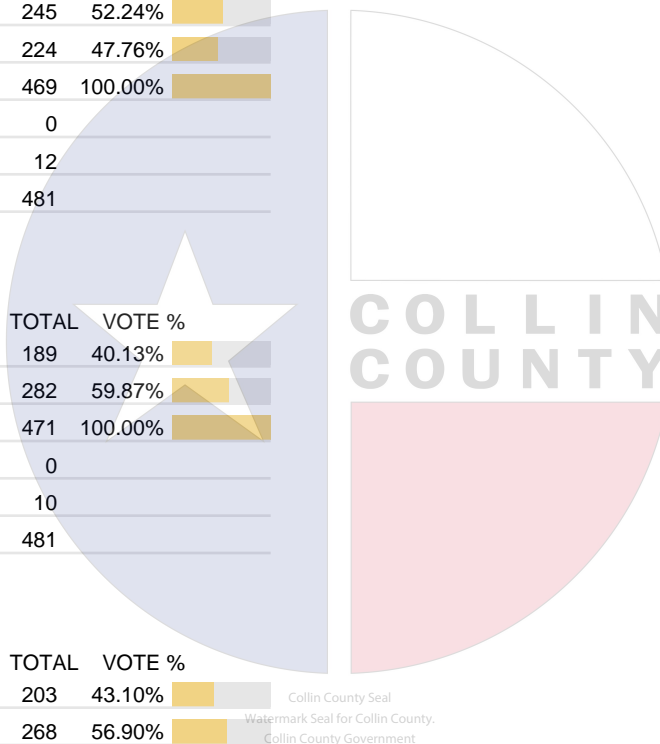 245 52.24%
224 47.76%
469 100.00%
0
12
481
TOTAL VOTE %
189 40.13%
282 59.87%
471 100.00%
0
10
481
TOTAL VOTE %
203 43.10%
268 56.90%
COLLIN
COUNTY
Collin County Seal
Watermark Seal for Collin County.
Collin County Government